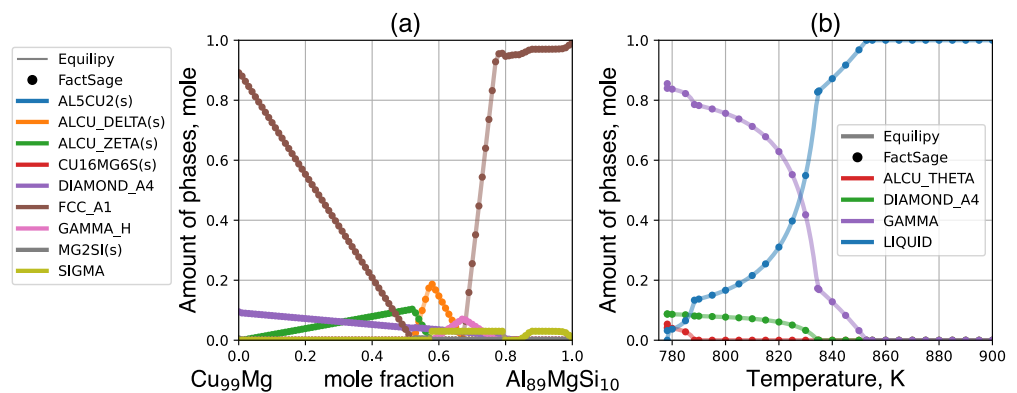 (a)
(b)
Equilipy
FactSage
AL5CU2(s)
ALCU_DELTA(s)
ALCU_ZETA(s)
CU16MG6S(s)
DIAMOND_A4
FCC_A1
GAMMA_H
MG2SI(s)
SIGMA
Amount of phases, mole
1.0
0.8
0.6
0.4
0.2
0.0
0.0 0.2 0.4 0.6 0.8 1.0
Cu₉₉Mg mole fraction Al₈₉MgSi₁₀
Amount of phases, mole
1.0
0.8
0.6
0.4
0.2
0.0
Equilipy
FactSage
ALCU_THETA
DIAMOND_A4
GAMMA
LIQUID
780 800 820 840 860 880 900
Temperature, K